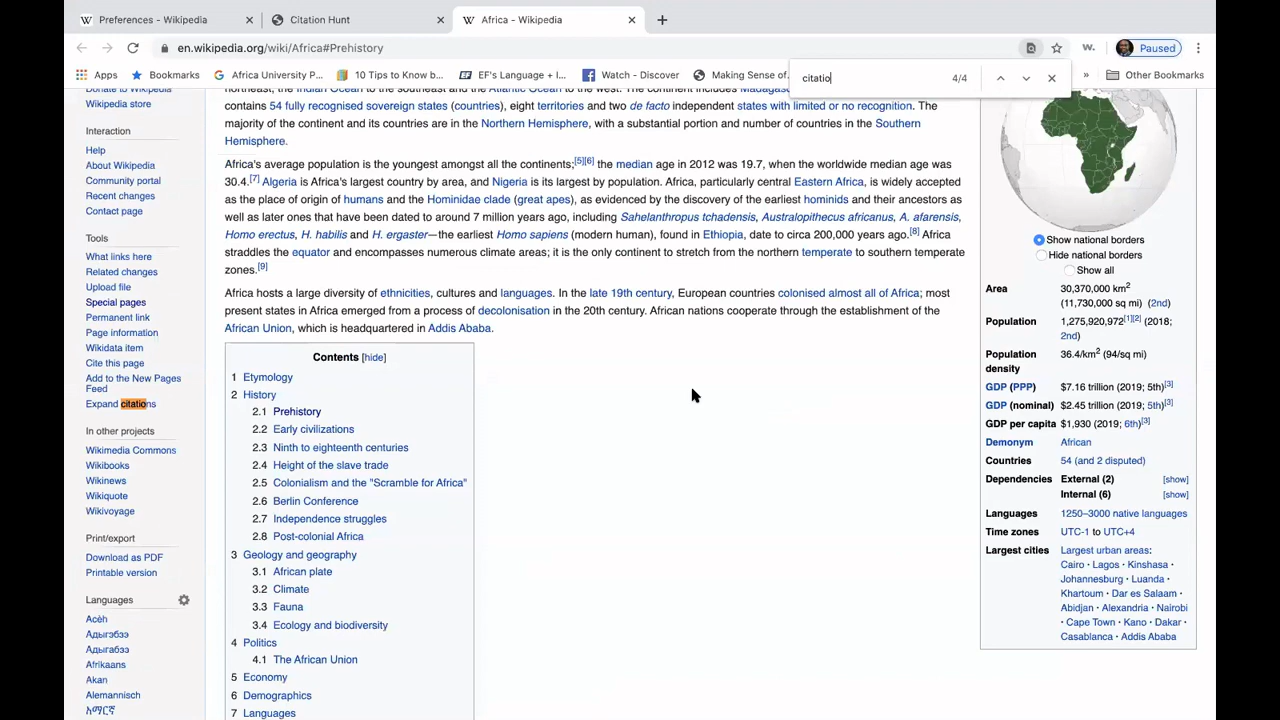 Preferences - Wikipedia
Citation Hunt
Africa - Wikipedia
en.wikipedia.org/wiki/Africa#Prehistory
Paused
Apps
Google
Africa University P...
10 Tips to Know b...
EF's Language + I...
Watch - Discover
Making Sense of
»
Other Bookmarks
citatio 4/4
Donate to Wikipedia
Wikipedia store
Interaction
Help
About Wikipedia
Community portal
Recent changes
Contact page
Tools
What links here
Related changes
Upload file
Special pages
Permanent link
Page information
Wikidata item
Cite this page
Add to the New Pages
Feed
Expand citations
In other projects
Wikimedia Commons
Wikibooks
Wikinews
Wikiquote
Wikivoyage
Print/export
Download as PDF
Printable version
Languages
Acèh
Адыгэбзэ
Адыгабзэ
Afrikaans
Akan
Alemannisch
አማርኛ
northeast, the Indian Ocean to the southeast and the Atlantic Ocean to the west. The continent includes Madagas
contains 54 fully recognised sovereign states (countries), eight territories and two de facto independent states with limited or no recognition. The
majority of the continent and its countries are in the Northern Hemisphere, with a substantial portion and number of countries in the Southern
Hemisphere.
Africa's average population is the youngest amongst all the continents;[5][6] the median age in 2012 was 19.7, when the worldwide median age was
30.4.[7] Algeria is Africa's largest country by area, and Nigeria is its largest by population. Africa, particularly central Eastern Africa, is widely accepted
as the place of origin of humans and the Hominidae clade (great apes), as evidenced by the discovery of the earliest hominids and their ancestors as
well as later ones that have been dated to around 7 million years ago, including Sahelanthropus tchadensis, Australopithecus africanus, A. afarensis,
Homo erectus, H. habilis and H. ergaster—the earliest Homo sapiens (modern human), found in Ethiopia, date to circa 200,000 years ago.[8] Africa
straddles the equator and encompasses numerous climate areas; it is the only continent to stretch from the northern temperate to southern temperate
zones.[9]
Africa hosts a large diversity of ethnicities, cultures and languages. In the late 19th century, European countries colonised almost all of Africa; most
present states in Africa emerged from a process of decolonisation in the 20th century. African nations cooperate through the establishment of the
African Union, which is headquartered in Addis Ababa.
Contents [hide]
1 Etymology
2 History
2.1 Prehistory
2.2 Early civilizations
2.3 Ninth to eighteenth centuries
2.4 Height of the slave trade
2.5 Colonialism and the "Scramble for Africa"
2.6 Berlin Conference
2.7 Independence struggles
2.8 Post-colonial Africa
3 Geology and geography
3.1 African plate
3.2 Climate
3.3 Fauna
3.4 Ecology and biodiversity
4 Politics
4.1 The African Union
5 Economy
6 Demographics
7 Languages
Show national borders
Hide national borders
Show all
Area 30,370,000 km2
(11,730,000 sq mi) (2nd)
Population 1,275,920,972[1][2] (2018;
2nd)
Population 36.4/km2 (94/sq mi)
density
GDP (PPP) $7.16 trillion (2019; 5th)[3]
GDP (nominal) $2.45 trillion (2019; 5th)[3]
GDP per capita $1,930 (2019; 6th)[3]
Demonym African
Countries 54 (and 2 disputed)
Dependencies External (2) [show]
Internal (6) [show]
Languages 1250–3000 native languages
Time zones UTC-1 to UTC+4
Largest cities Largest urban areas:
Cairo · Lagos · Kinshasa ·
Johannesburg · Luanda ·
Khartoum · Dar es Salaam ·
Abidjan · Alexandria · Nairobi
· Cape Town · Kano · Dakar ·
Casablanca · Addis Ababa